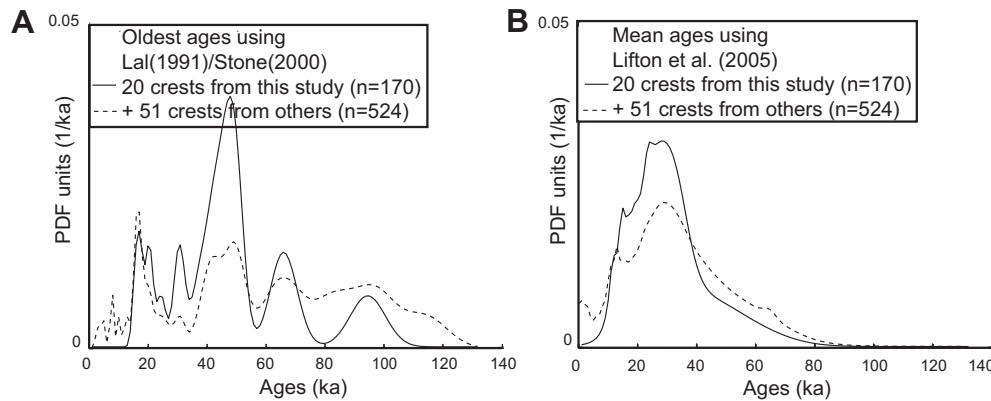 A
0.05
Oldest ages using
Lal(1991)/Stone(2000)
20 crests from this study (n=170)
+ 51 crests from others (n=524)
PDF units (1/ka)
0
0 20 40 60 80 100 120 140
Ages (ka)
B
0.05
Mean ages using
Lifton et al. (2005)
20 crests from this study (n=170)
+ 51 crests from others (n=524)
PDF units (1/ka)
0
0 20 40 60 80 100 120 140
Ages (ka)